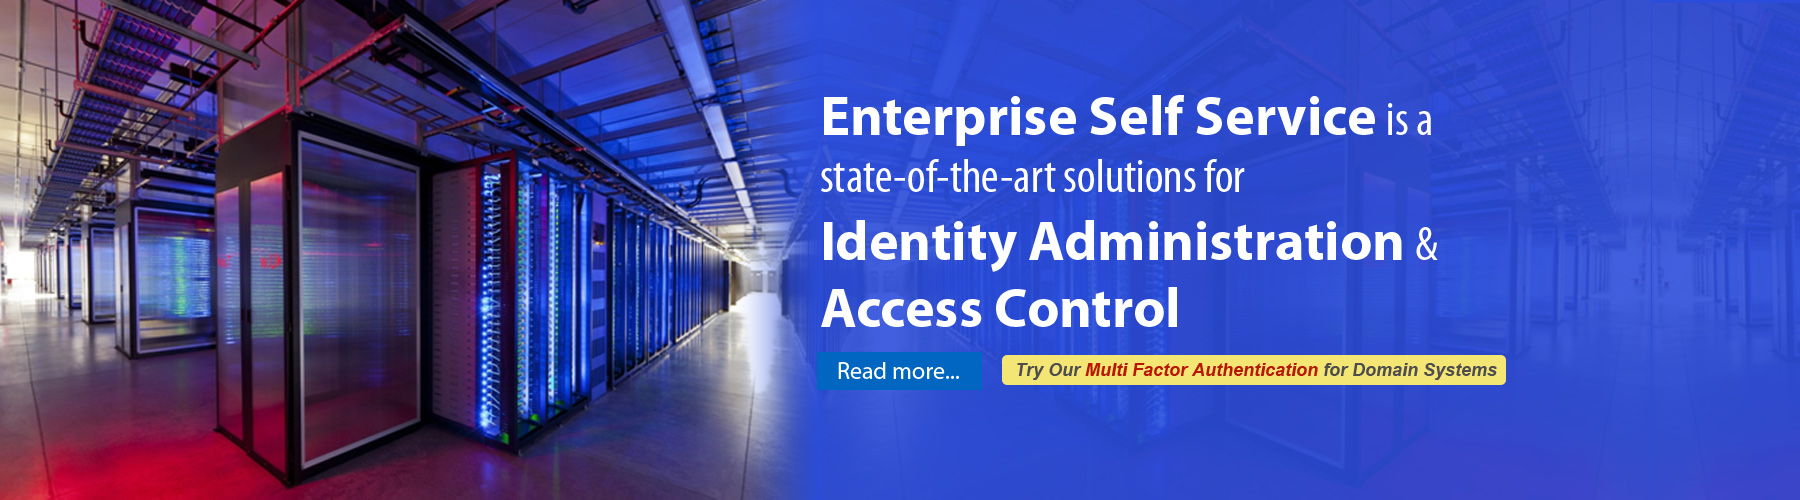 Enterprise Self Service is a
state-of-the-art solutions for
Identity Administration &
Access Control
Read more...
Try Our Multi Factor Authentication for Domain Systems